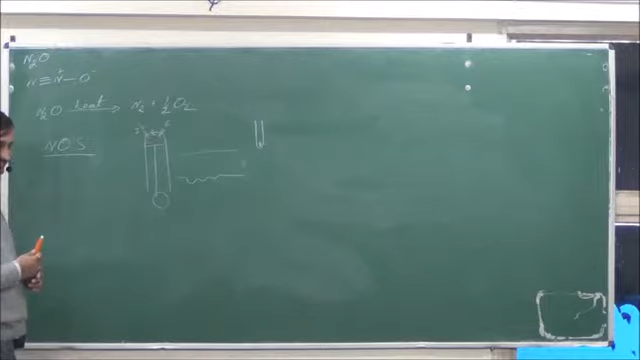 N₂O
N≡N⁺—O⁻
N₂O heat→ N₂ + ½O₂
NOS